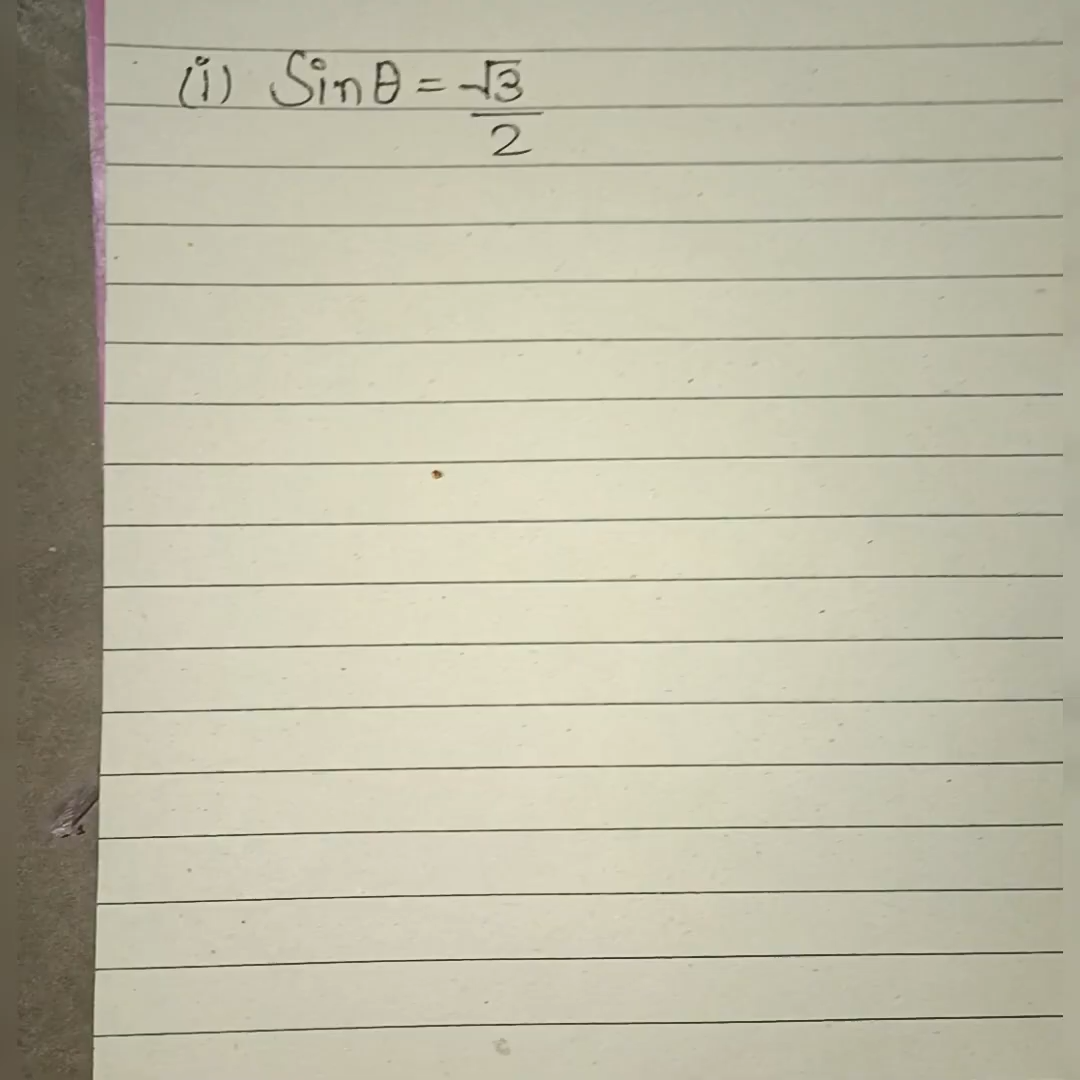 (i) Sinθ = √3/2